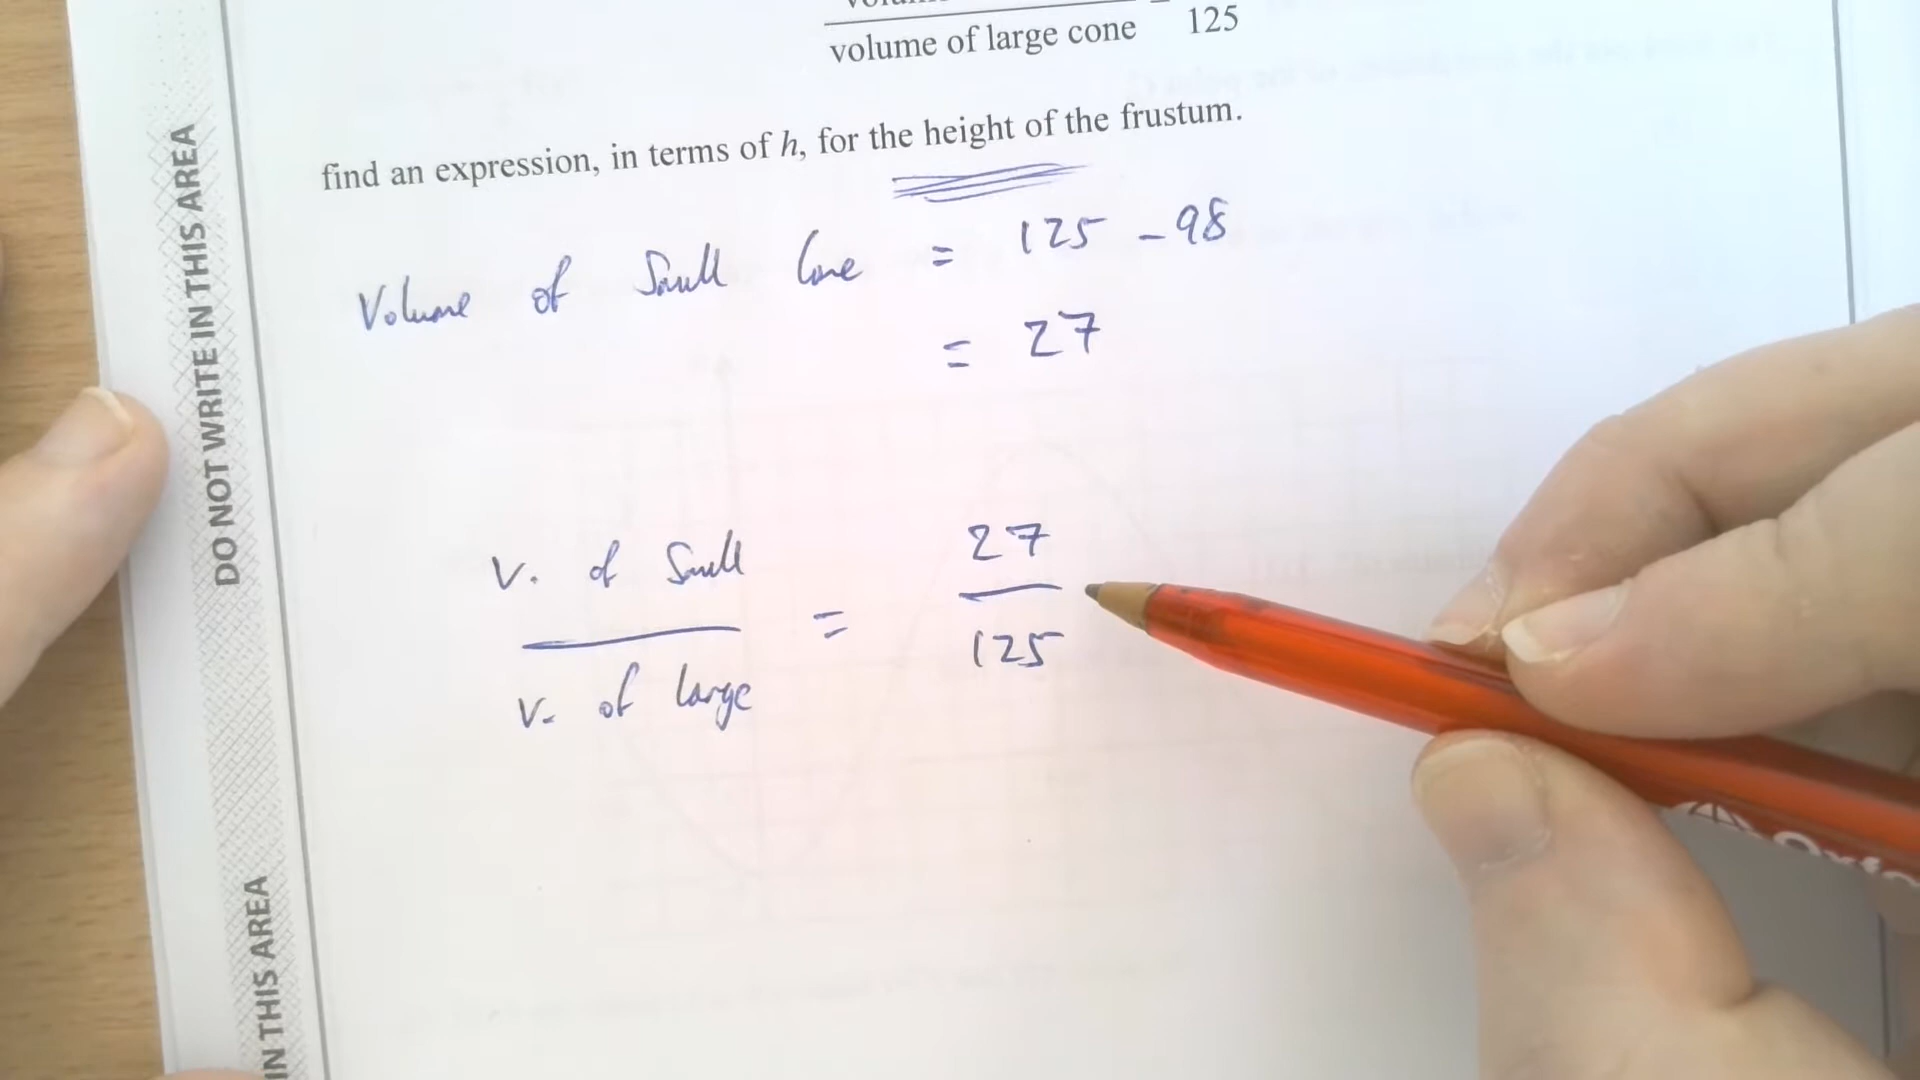 volume of large cone 125
find an expression, in terms of h, for the height of the frustum.
Volume of Small Cone = 125 - 98
= 27
V. of Small = 27
V. of large 125
DO NOT WRITE IN THIS AREA
IN THIS AREA